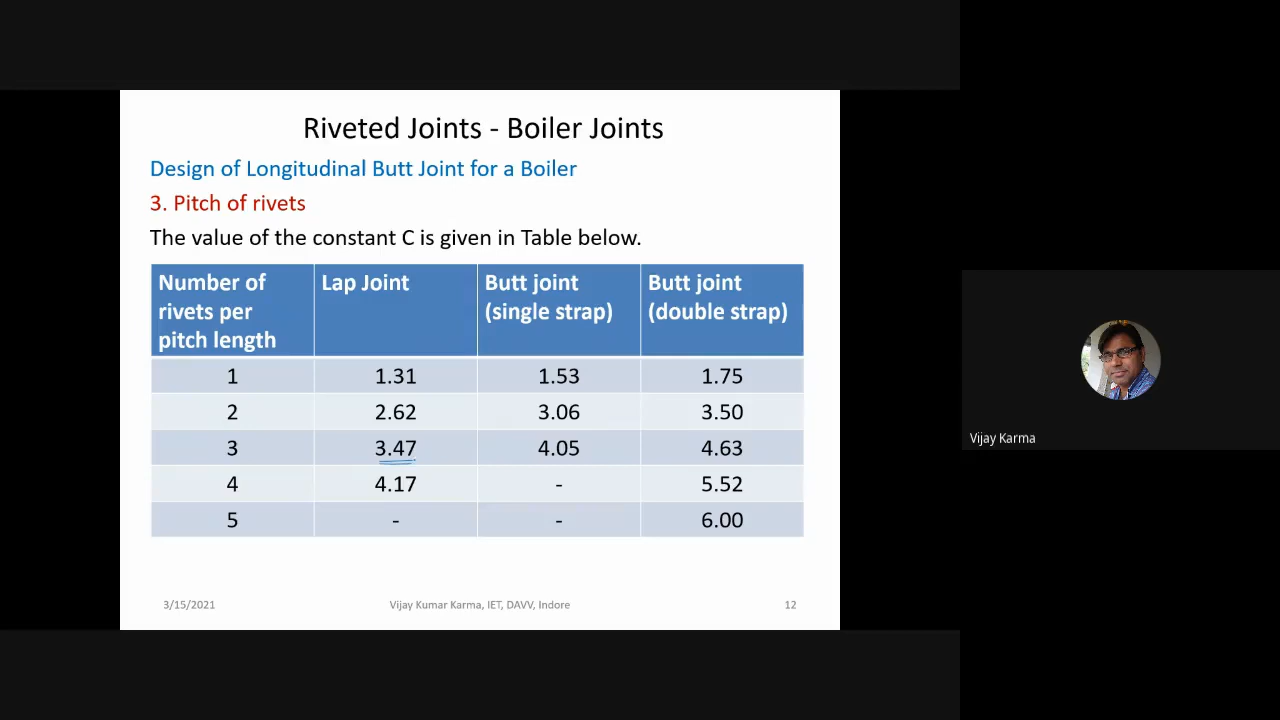 Riveted Joints - Boiler Joints
Design of Longitudinal Butt Joint for a Boiler
3. Pitch of rivets
The value of the constant C is given in Table below.
Number of rivets per pitch length Lap Joint Butt joint (single strap) Butt joint (double strap)
1 1.31 1.53 1.75
2 2.62 3.06 3.50
3 3.47 4.05 4.63
4 4.17 - 5.52
5 - - 6.00
3/15/2021 Vijay Kumar Karma, IET, DAVV, Indore 12
Vijay Karma